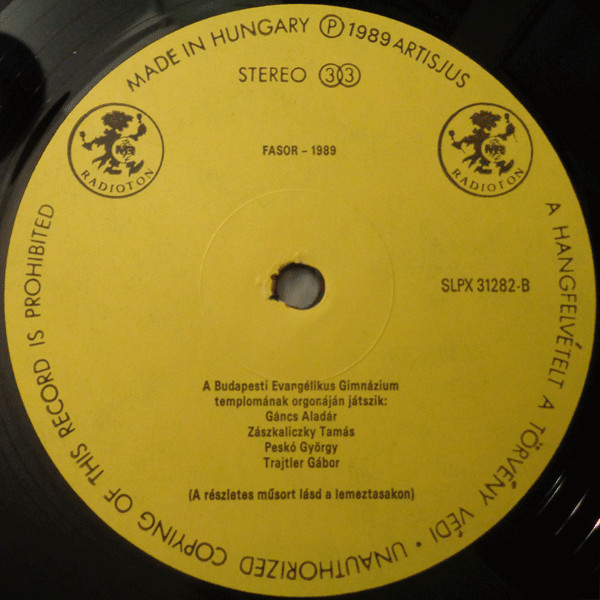 MADE IN HUNGARY Ⓟ 1989 ARTISJUS
STEREO 33
FASOR – 1989
MR
RADIOTON
MR
RADIOTON
SLPX 31282-B
A Budapesti Evangélikus Gimnázium
templomának orgonáján játszik:
Gáncs Aladár
Zászkaliczky Tamás
Peskó György
Trajtler Gábor
(A részletes műsort lásd a lemeztasakon)
A HANGFELVÉTELT A TÖRVÉNY VÉDI • UNAUTHORIZED COPYING OF THIS RECORD IS PROHIBITED